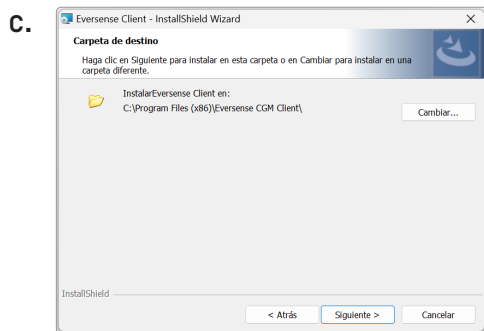 C.
Eversense Client - InstallShield Wizard
Carpeta de destino
Haga clic en Siguiente para instalar en esta carpeta o en Cambiar para instalar en una
carpeta diferente.
InstalarEversense Client en:
C:\Program Files (x86)\Eversense CGM Client\
Cambiar...
InstallShield
< Atrás
Siguiente >
Cancelar